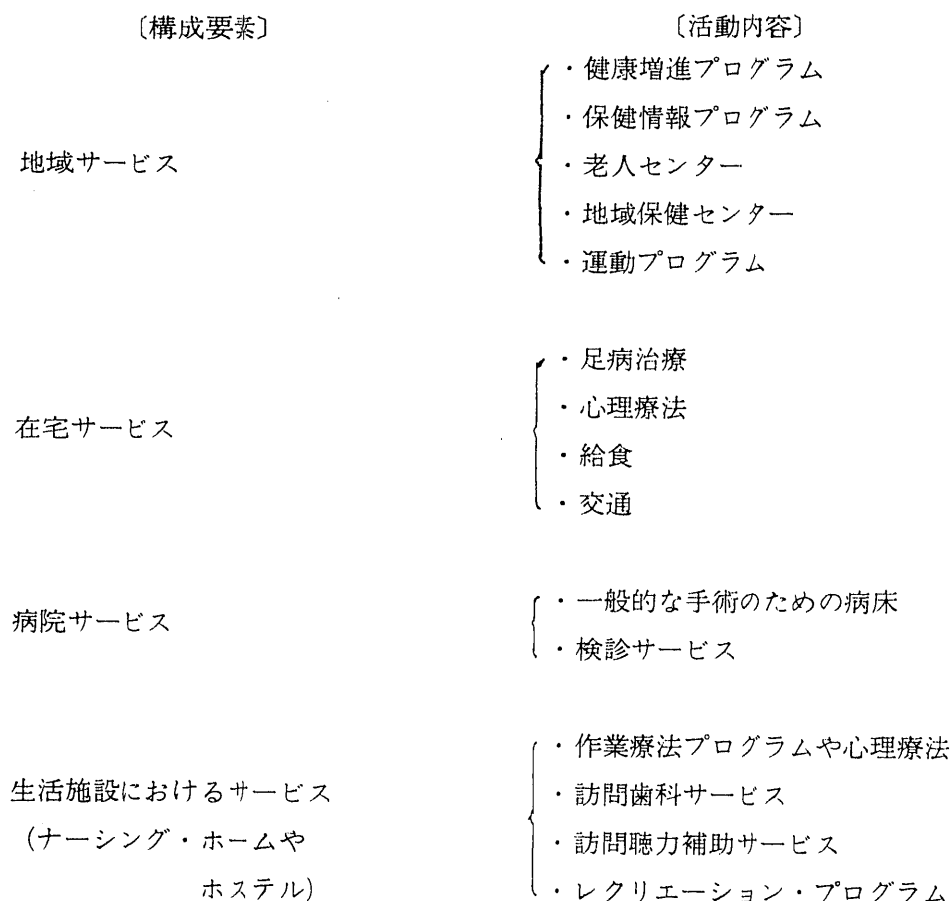 〔構成要素〕 〔活動内容〕
・健康増進プログラム
・保健情報プログラム
地域サービス ・老人センター
・地域保健センター
・運動プログラム
・足病治療
在宅サービス ・心理療法
・給食
・交通
病院サービス ・一般的な手術のための病床
・検診サービス
・作業療法プログラムや心理療法
生活施設におけるサービス ・訪問歯科サービス
(ナーシング・ホームや ・訪問聴力補助サービス
ホステル) ・レクリエーション・プログラム